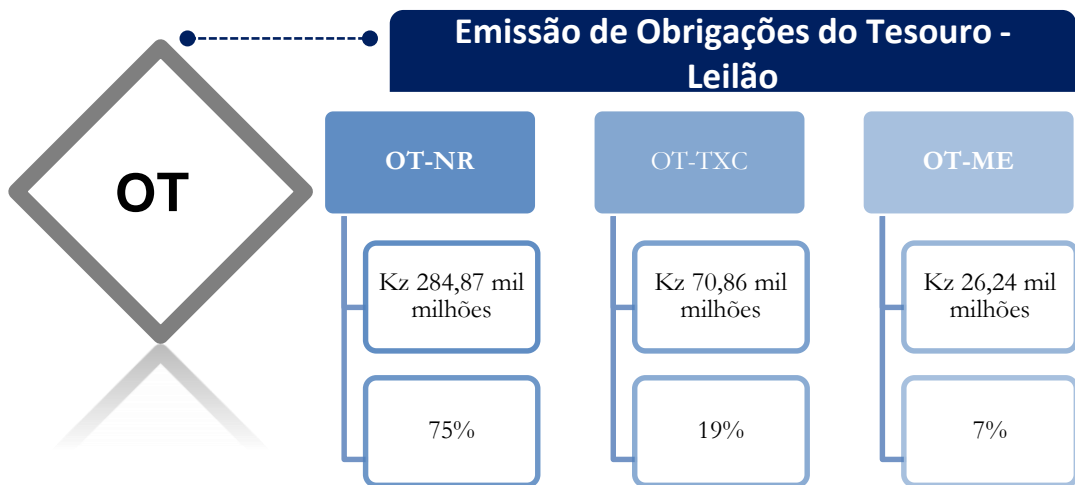 Emissão de Obrigações do Tesouro -
Leilão
OT
OT-NR
OT-TXC
OT-ME
Kz 284,87 mil
milhões
Kz 70,86 mil
milhões
Kz 26,24 mil
milhões
75%
19%
7%